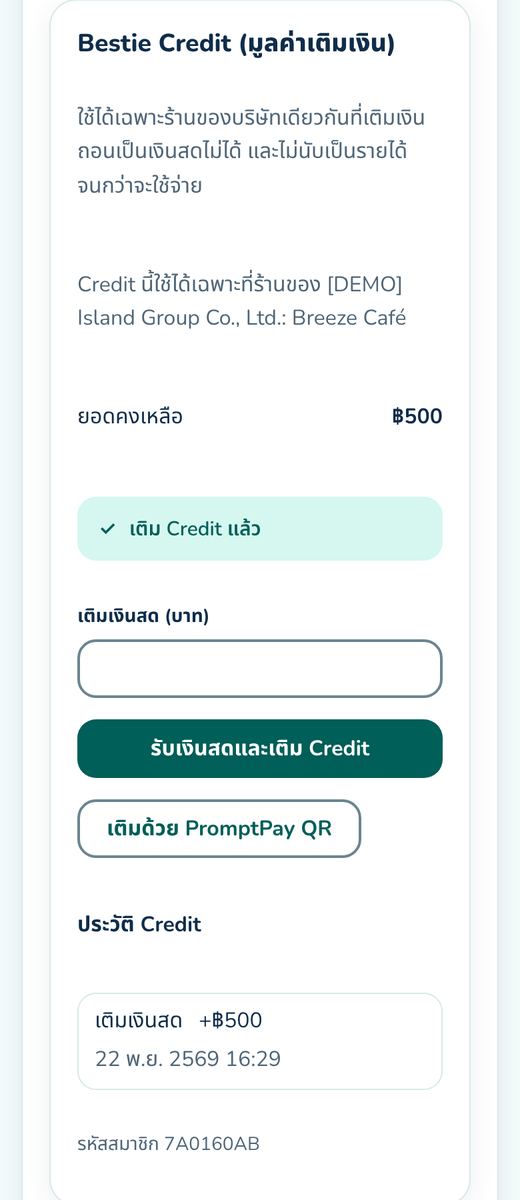 Bestie Credit (มูลค่าเติมเงิน)
ใช้ได้เฉพาะร้านของบริษัทเดียวกันที่เติมเงิน
ถอนเป็นเงินสดไม่ได้ และไม่นับเป็นรายได้
จนกว่าจะใช้จ่าย
Credit นี้ใช้ได้เฉพาะที่ร้านของ [DEMO]
Island Group Co., Ltd.: Breeze Café
ยอดคงเหลือ ฿500
✓ เติม Credit แล้ว
เติมเงินสด (บาท)
รับเงินสดและเติม Credit
เติมด้วย PromptPay QR
ประวัติ Credit
เติมเงินสด +฿500
22 พ.ย. 2569 16:29
รหัสสมาชิก 7A0160AB